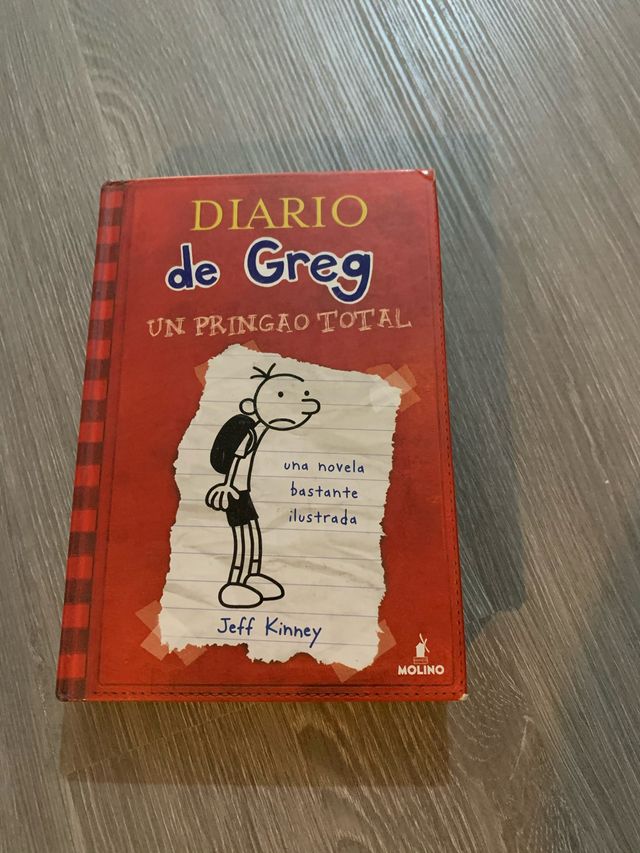 DIARIO
de Greg
UN PRINGAO TOTAL
una novela
bastante
ilustrada
Jeff Kinney
MOLINO